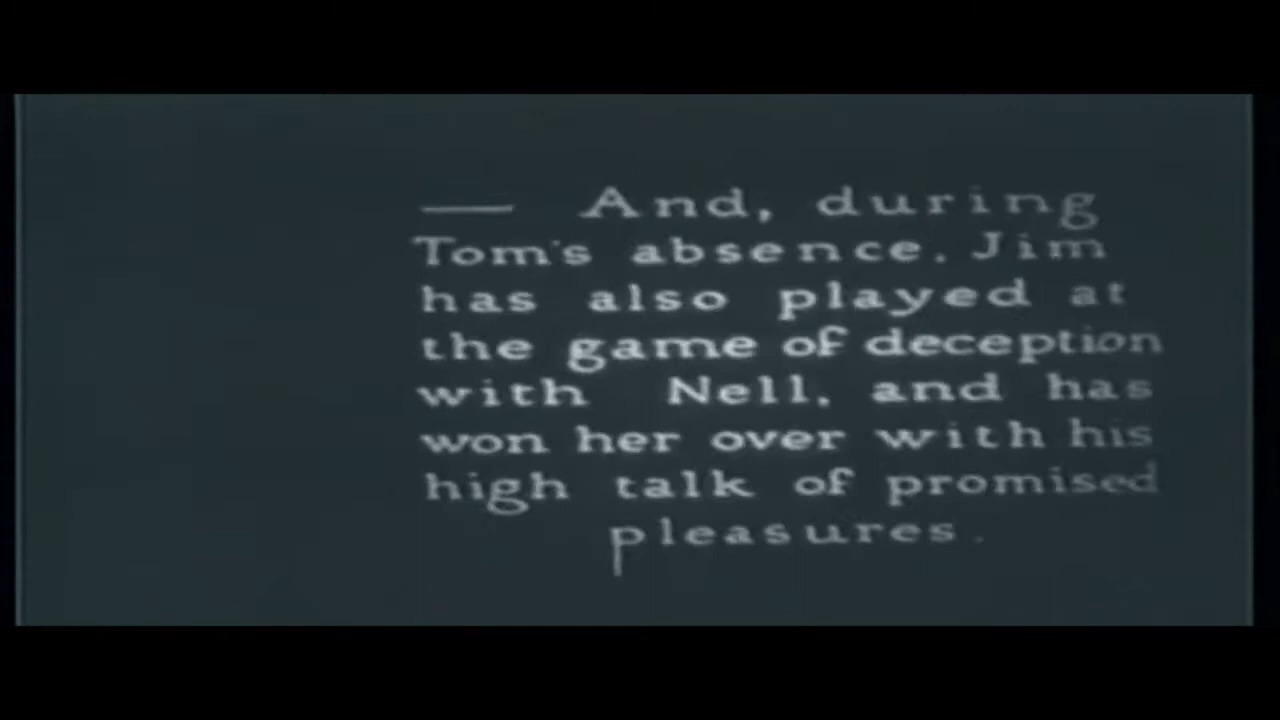 — And, during
Tom's absence, Jim
has also played at
the game of deception
with Nell, and has
won her over with his
high talk of promised
pleasures.